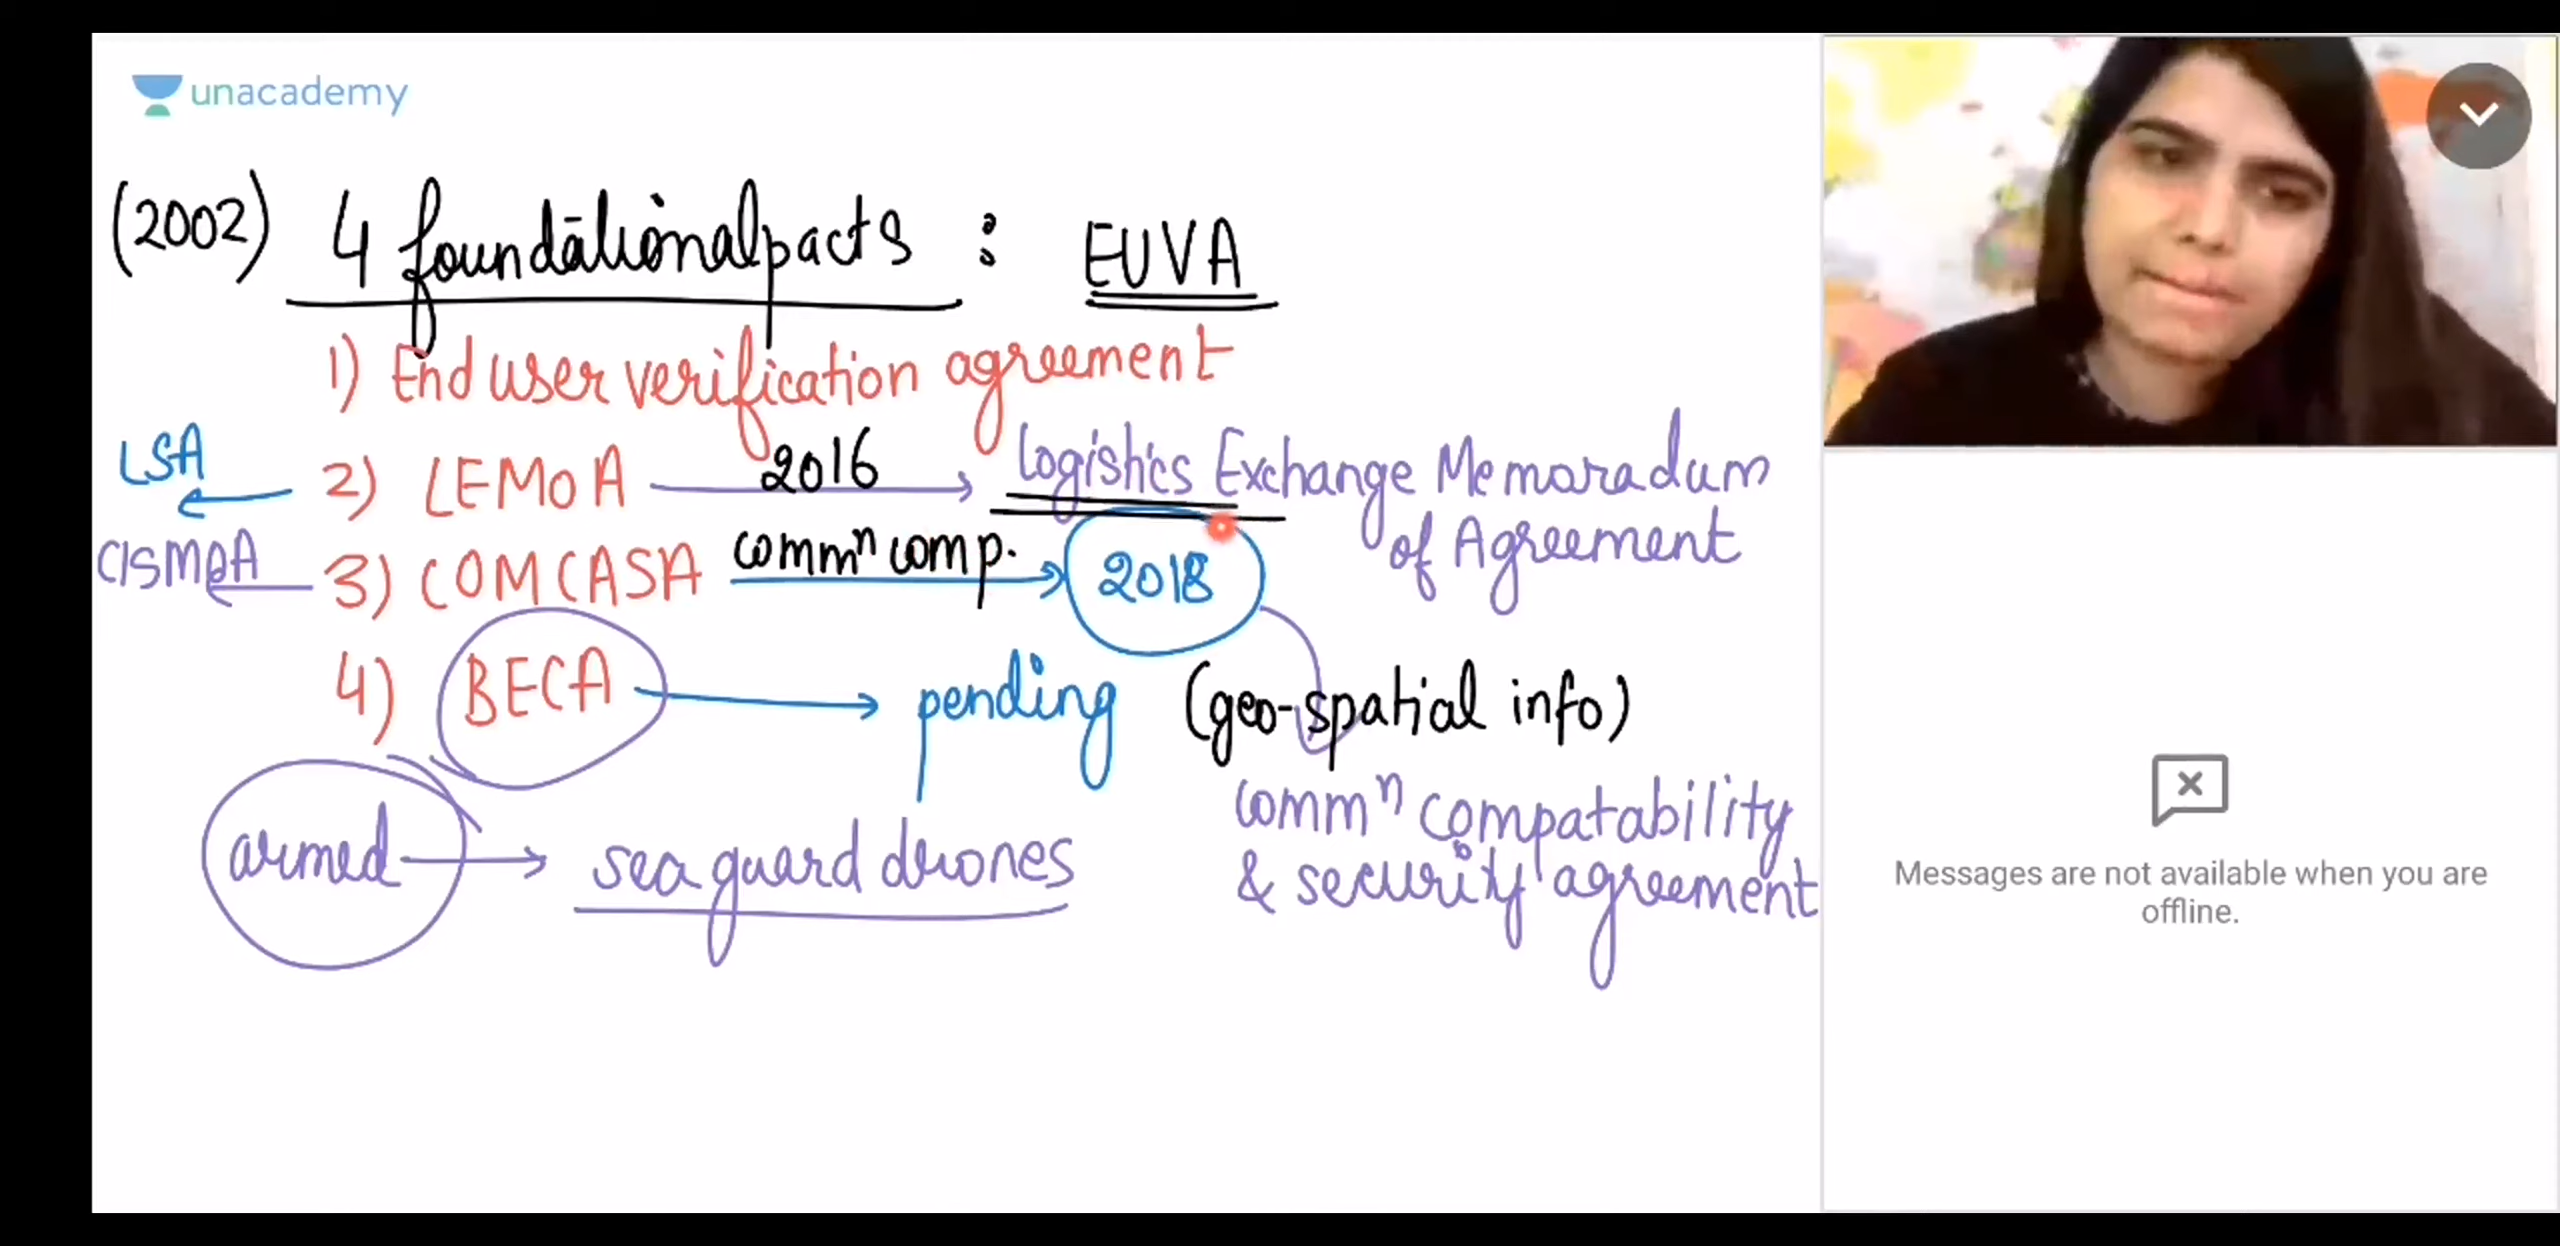 unacademy
(2002) 4 foundational pacts : EUVA
1) End user verification agreement
LSA ← 2) LEMOA — 2016 → Logistics Exchange Memoradum
of Agreement
CISMOA ← 3) COMCASA commⁿ comp. → 2018
4) BECA → pending (geo-spatial info)
commⁿ compatability
& security agreement
armed → sea guard drones
Messages are not available when you are
offline.